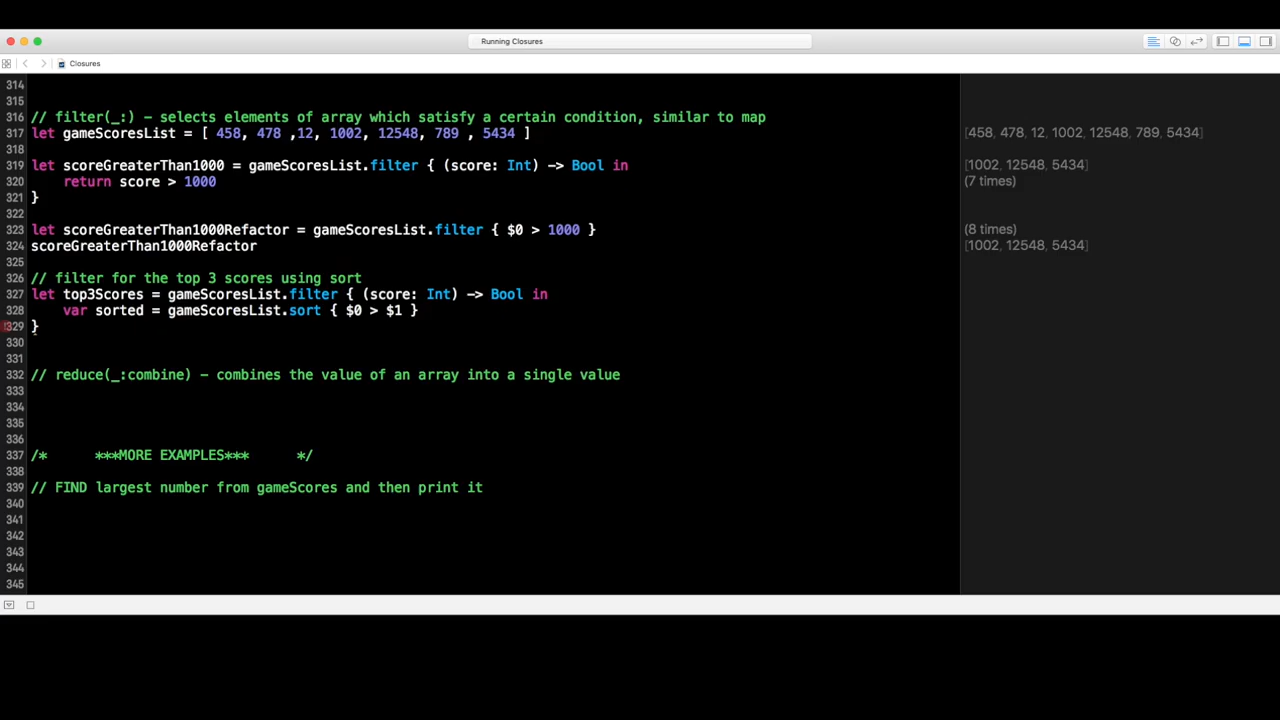 Running Closures
Closures
314
315
316 // filter(_:) - selects elements of array which satisfy a certain condition, similar to map
317 let gameScoresList = [ 458, 478 ,12, 1002, 12548, 789 , 5434 ] [458, 478, 12, 1002, 12548, 789, 5434]
318
319 let scoreGreaterThan1000 = gameScoresList.filter { (score: Int) -> Bool in [1002, 12548, 5434]
320 return score > 1000 (7 times)
321 }
322
323 let scoreGreaterThan1000Refactor = gameScoresList.filter { $0 > 1000 } (8 times)
324 scoreGreaterThan1000Refactor [1002, 12548, 5434]
325
326 // filter for the top 3 scores using sort
327 let top3Scores = gameScoresList.filter { (score: Int) -> Bool in
328 var sorted = gameScoresList.sort { $0 > $1 }
329 }
330
331
332 // reduce(_:combine) - combines the value of an array into a single value
333
334
335
336
337 /* ***MORE EXAMPLES*** */
338
339 // FIND largest number from gameScores and then print it
340
341
342
343
344
345